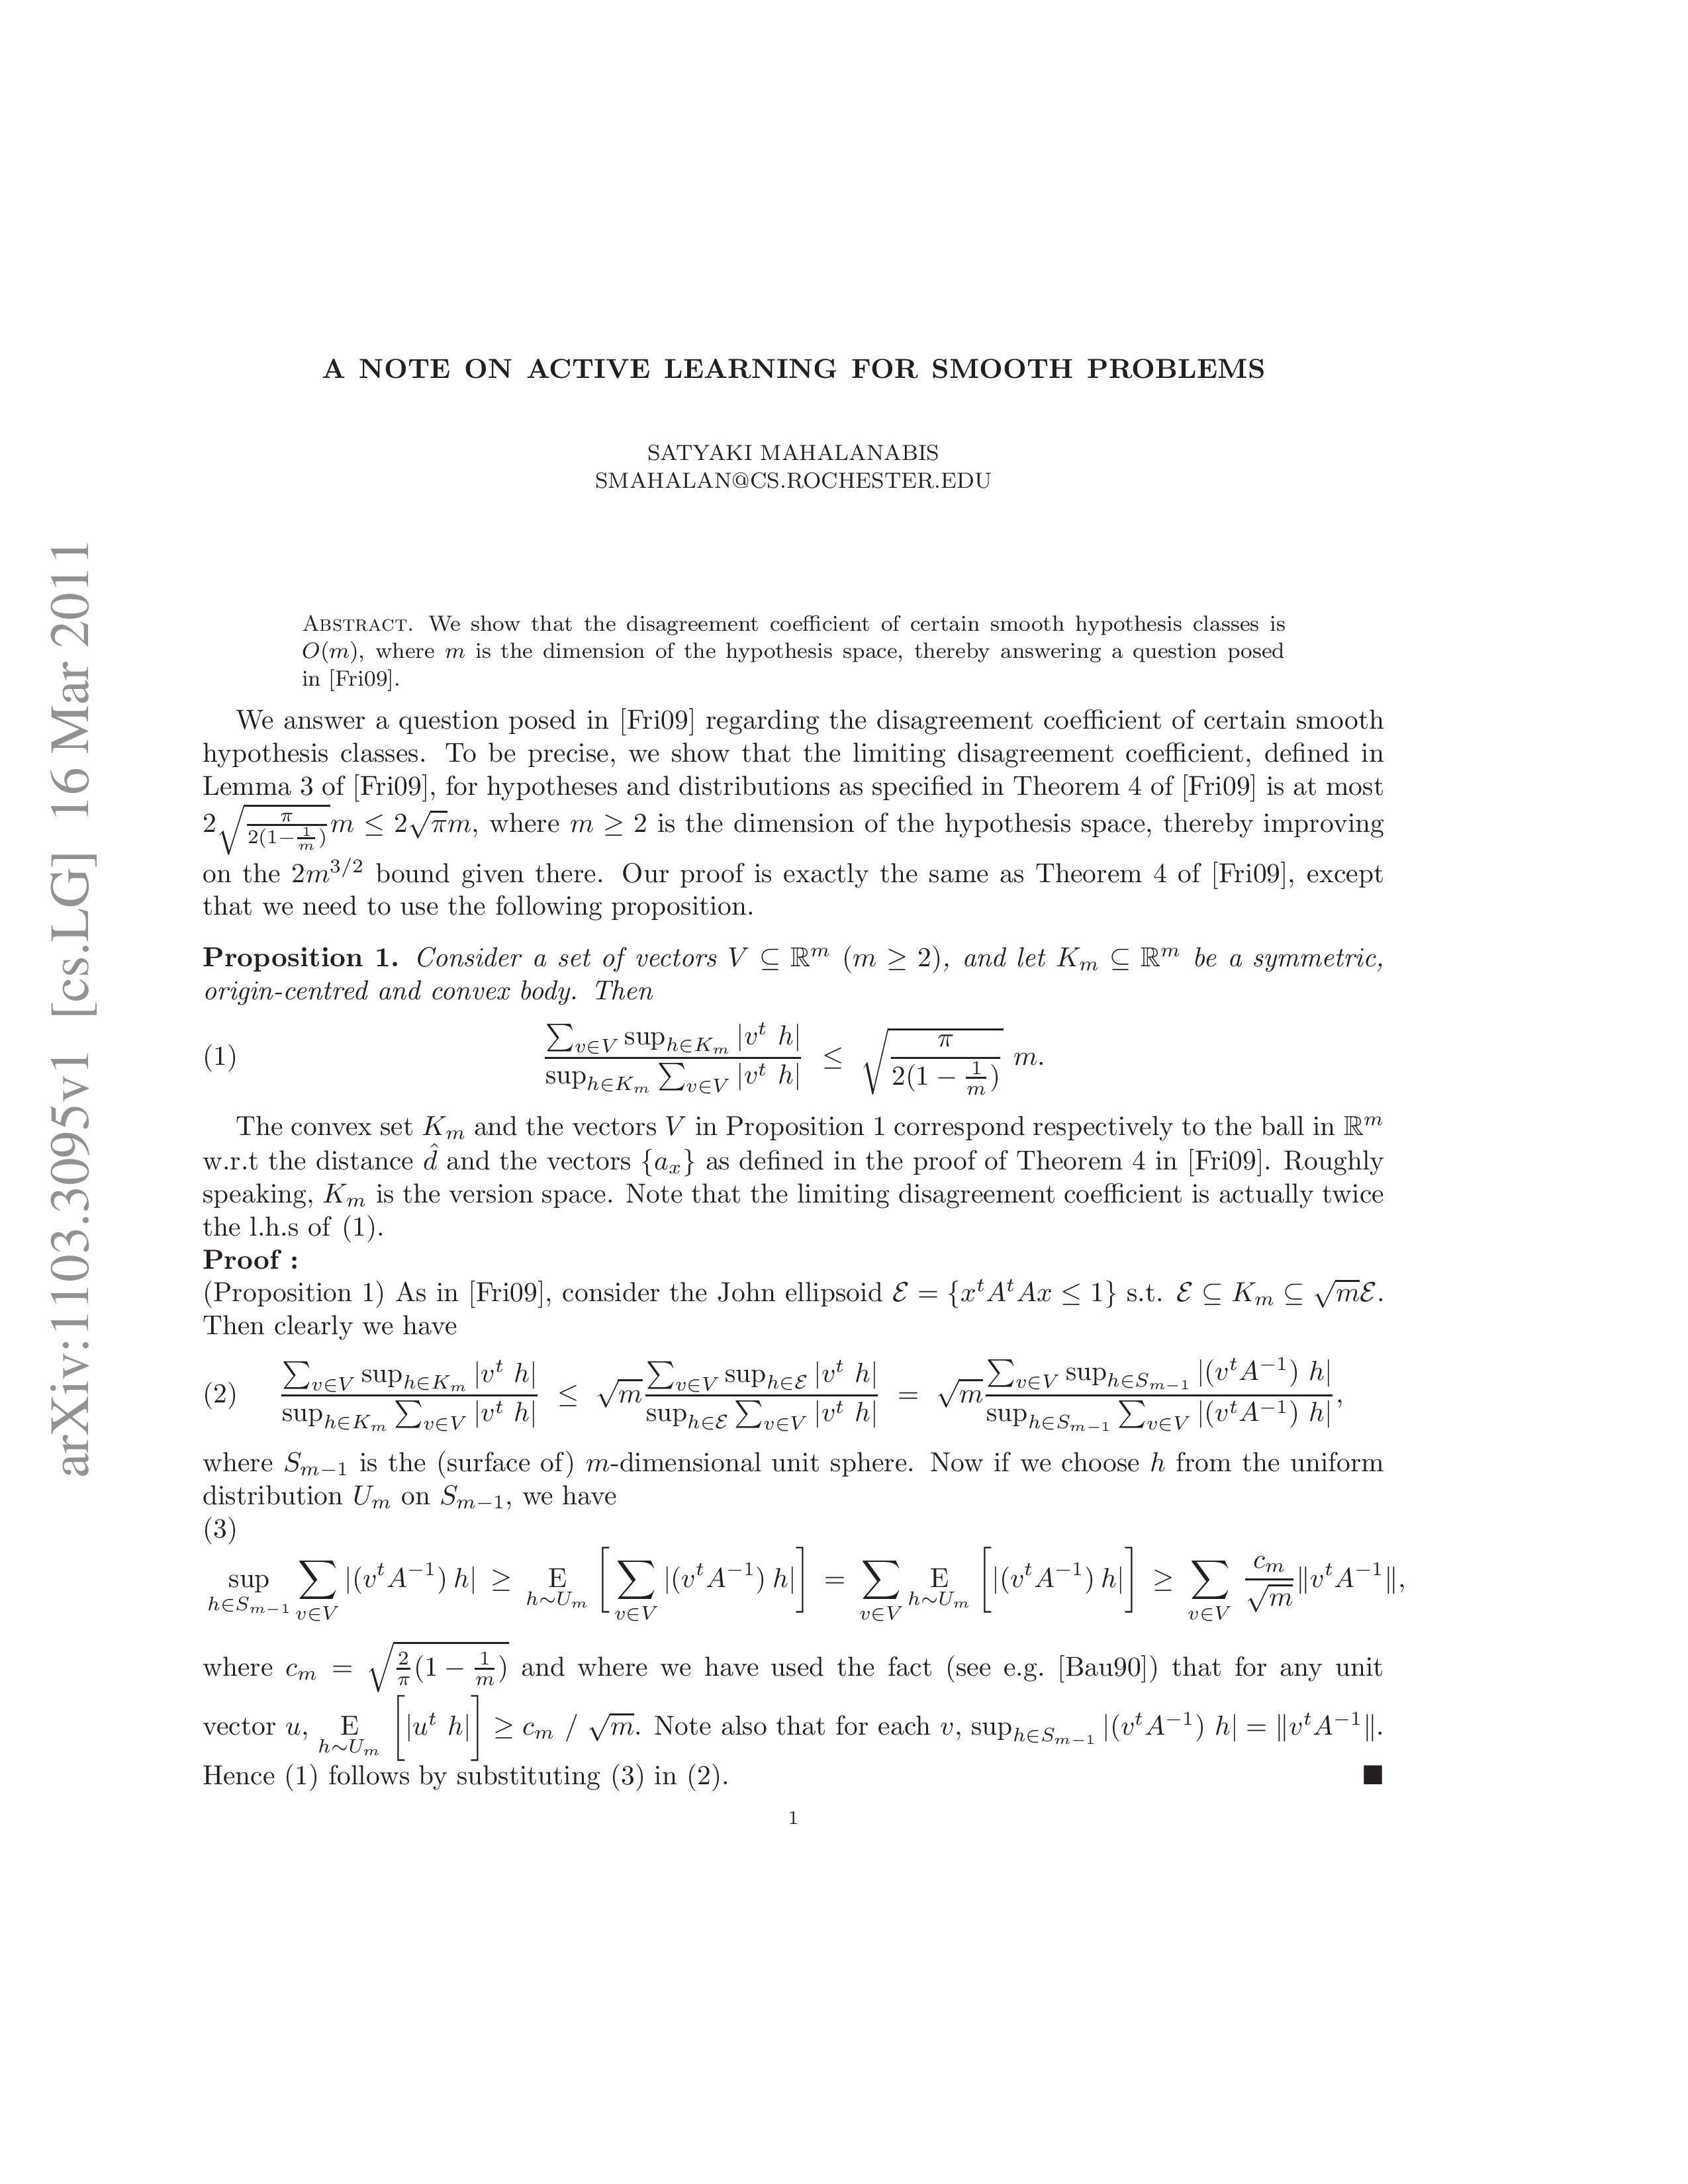 arXiv:1103.3095v1 [cs.LG] 16 Mar 2011
A NOTE ON ACTIVE LEARNING FOR SMOOTH PROBLEMS
SATYAKI MAHALANABIS
SMAHALAN@CS.ROCHESTER.EDU
Abstract. We show that the disagreement coefficient of certain smooth hypothesis classes is
$O(m)$, where $m$ is the dimension of the hypothesis space, thereby answering a question posed
in [Fri09].
We answer a question posed in [Fri09] regarding the disagreement coefficient of certain smooth
hypothesis classes. To be precise, we show that the limiting disagreement coefficient, defined in
Lemma 3 of [Fri09], for hypotheses and distributions as specified in Theorem 4 of [Fri09] is at most
$2\sqrt{\frac{\pi}{2(1-\frac{1}{m})}}m \leq 2\sqrt{\pi}m$, where $m \geq 2$ is the dimension of the hypothesis space, thereby improving
on the $2m^{3/2}$ bound given there. Our proof is exactly the same as Theorem 4 of [Fri09], except
that we need to use the following proposition.
Proposition 1. Consider a set of vectors $V \subseteq \mathbb{R}^m$ ($m \geq 2$), and let $K_m \subseteq \mathbb{R}^m$ be a symmetric,
origin-centred and convex body. Then
(1) $\frac{\sum_{v \in V} \sup_{h \in K_m} |v^t\ h|}{\sup_{h \in K_m} \sum_{v \in V} |v^t\ h|} \leq \sqrt{\frac{\pi}{2(1-\frac{1}{m})}}\ m.$
The convex set $K_m$ and the vectors $V$ in Proposition 1 correspond respectively to the ball in $\mathbb{R}^m$
w.r.t the distance $\hat{d}$ and the vectors $\{a_x\}$ as defined in the proof of Theorem 4 in [Fri09]. Roughly
speaking, $K_m$ is the version space. Note that the limiting disagreement coefficient is actually twice
the l.h.s of (1).
Proof :
(Proposition 1) As in [Fri09], consider the John ellipsoid $\mathcal{E} = \{x^t A^t A x \leq 1\}$ s.t. $\mathcal{E} \subseteq K_m \subseteq \sqrt{m}\mathcal{E}$.
Then clearly we have
(2) $\frac{\sum_{v \in V} \sup_{h \in K_m} |v^t\ h|}{\sup_{h \in K_m} \sum_{v \in V} |v^t\ h|} \leq \sqrt{m}\frac{\sum_{v \in V} \sup_{h \in \mathcal{E}} |v^t\ h|}{\sup_{h \in \mathcal{E}} \sum_{v \in V} |v^t\ h|} = \sqrt{m}\frac{\sum_{v \in V} \sup_{h \in S_{m-1}} |(v^t A^{-1})\ h|}{\sup_{h \in S_{m-1}} \sum_{v \in V} |(v^t A^{-1})\ h|},$
where $S_{m-1}$ is the (surface of) $m$-dimensional unit sphere. Now if we choose $h$ from the uniform
distribution $U_m$ on $S_{m-1}$, we have
(3)
$\sup_{h \in S_{m-1}} \sum_{v \in V} |(v^t A^{-1})\, h| \geq \underset{h \sim U_m}{\mathrm{E}} \left[ \sum_{v \in V} |(v^t A^{-1})\, h| \right] = \sum_{v \in V} \underset{h \sim U_m}{\mathrm{E}} \left[ |(v^t A^{-1})\, h| \right] \geq \sum_{v \in V} \frac{c_m}{\sqrt{m}} \|v^t A^{-1}\|,$
where $c_m = \sqrt{\frac{2}{\pi}(1-\frac{1}{m})}$ and where we have used the fact (see e.g. [Bau90]) that for any unit
vector $u$, $\underset{h \sim U_m}{\mathrm{E}} \left[ |u^t\ h| \right] \geq c_m\ /\ \sqrt{m}$. Note also that for each $v$, $\sup_{h \in S_{m-1}} |(v^t A^{-1})\ h| = \|v^t A^{-1}\|$.
Hence (1) follows by substituting (3) in (2). ■
1